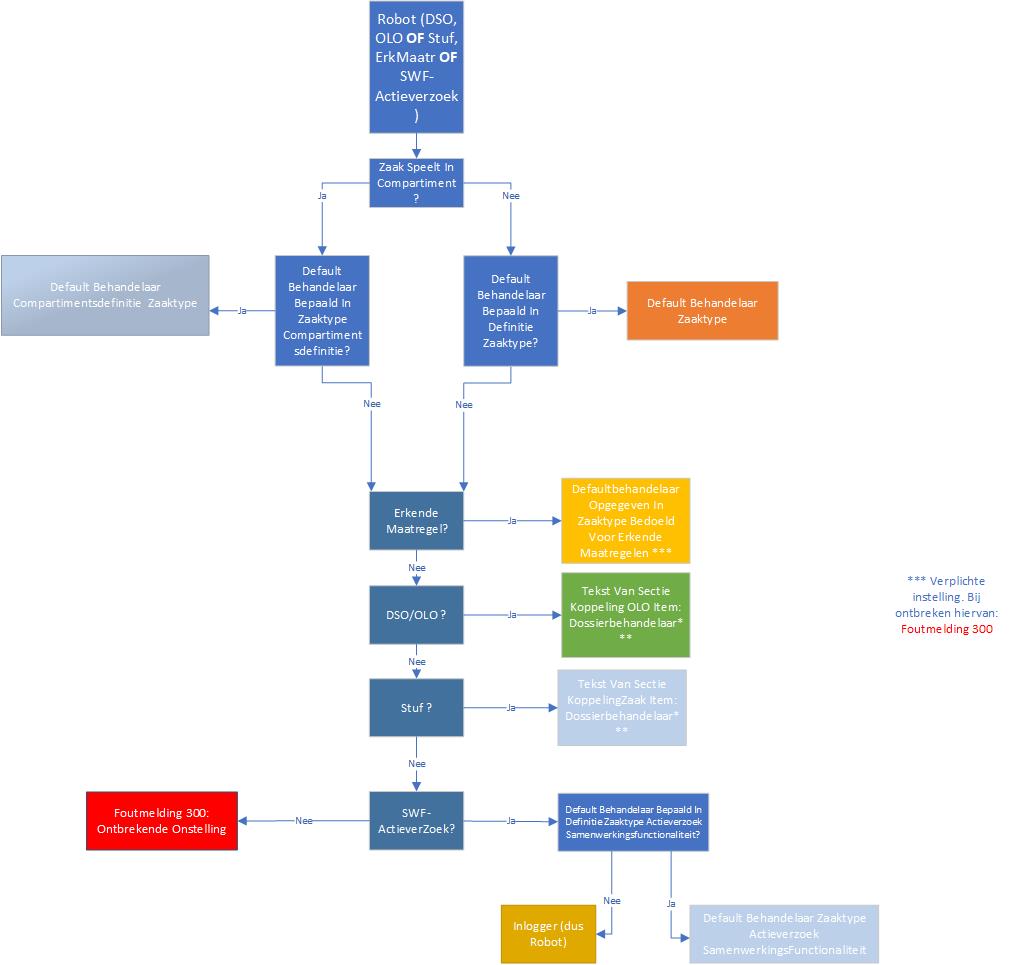 Robot (DSO,
OLO OF Stuf,
ErkMaatr OF
SWF-
Actieverzoek
)
Zaak Speelt In
Compartiment
?
Ja
Nee
Default Behandelaar
Compartimentsdefinitie Zaaktype
Ja
Default
Behandelaar
Bepaald In
Zaaktype
Compartiment
sdefinitie?
Default
Behandelaar
Bepaald In
Definitie
Zaaktype?
Ja
Default Behandelaar
Zaaktype
Nee
Nee
Erkende
Maatregel?
Ja
Defaultbehandelaar
Opgegeven In
Zaaktype Bedoeld
Voor Erkende
Maatregelen ***
Nee
DSO/OLO ?
Ja
Tekst Van Sectie
Koppeling OLO Item:
Dossierbehandelaar*
**
*** Verplichte
instelling. Bij
ontbreken hiervan:
Foutmelding 300
Nee
Stuf ?
Ja
Tekst Van Sectie
KoppelingZaak Item:
Dossierbehandelaar*
**
Nee
Foutmelding 300:
Ontbrekende Onstelling
Nee
SWF-
ActieverZoek?
Ja
Default Behandelaar Bepaald In
Definitie Zaaktype Actieverzoek
Samenwerkingsfunctionaliteit?
Nee
Ja
Inlogger (dus
Robot)
Default Behandelaar Zaaktype
Actieverzoek
SamenwerkingsFunctionaliteit